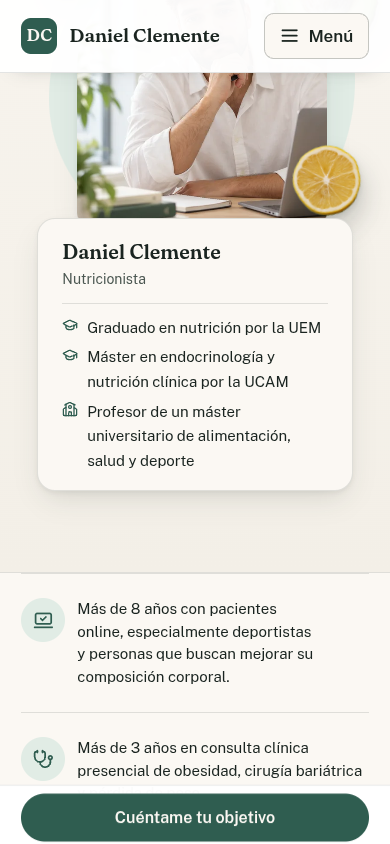 DC
Daniel Clemente
Menú
Daniel Clemente
Nutricionista
Graduado en nutrición por la UEM
Máster en endocrinología y
nutrición clínica por la UCAM
Profesor de un máster
universitario de alimentación,
salud y deporte
Más de 8 años con pacientes
online, especialmente deportistas
y personas que buscan mejorar su
composición corporal.
Más de 3 años en consulta clínica
presencial de obesidad, cirugía bariátrica
Cuéntame tu objetivo